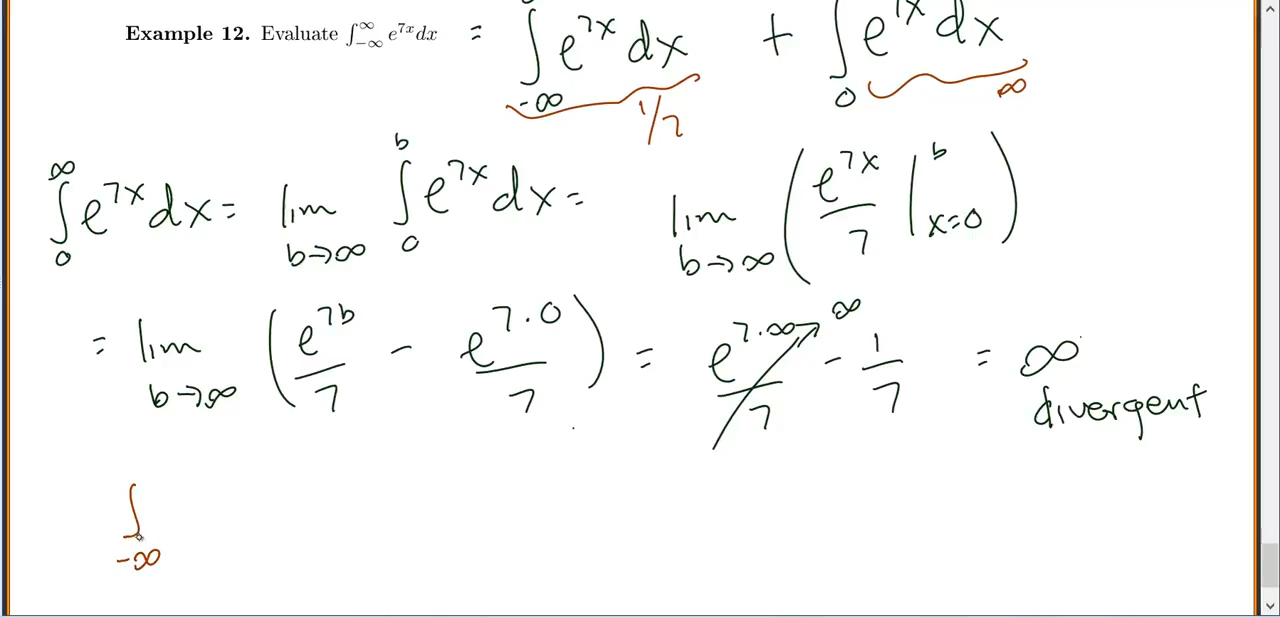 Example 12. Evaluate ∫_{-∞}^{∞} e^{7x} dx = ∫_{-∞} e^{7x} dx + ∫_0 e^{7x} dx
1/7 ∞
∫_0^∞ e^{7x} dx = lim_{b→∞} ∫_0^b e^{7x} dx = lim_{b→∞} ( e^{7x}/7 |_{x=0}^{b} )
= lim_{b→∞} ( e^{7b}/7 - e^{7·0}/7 ) = e^{7·∞}/7 → ∞ - 1/7 = ∞
divergent
∫_{-∞}